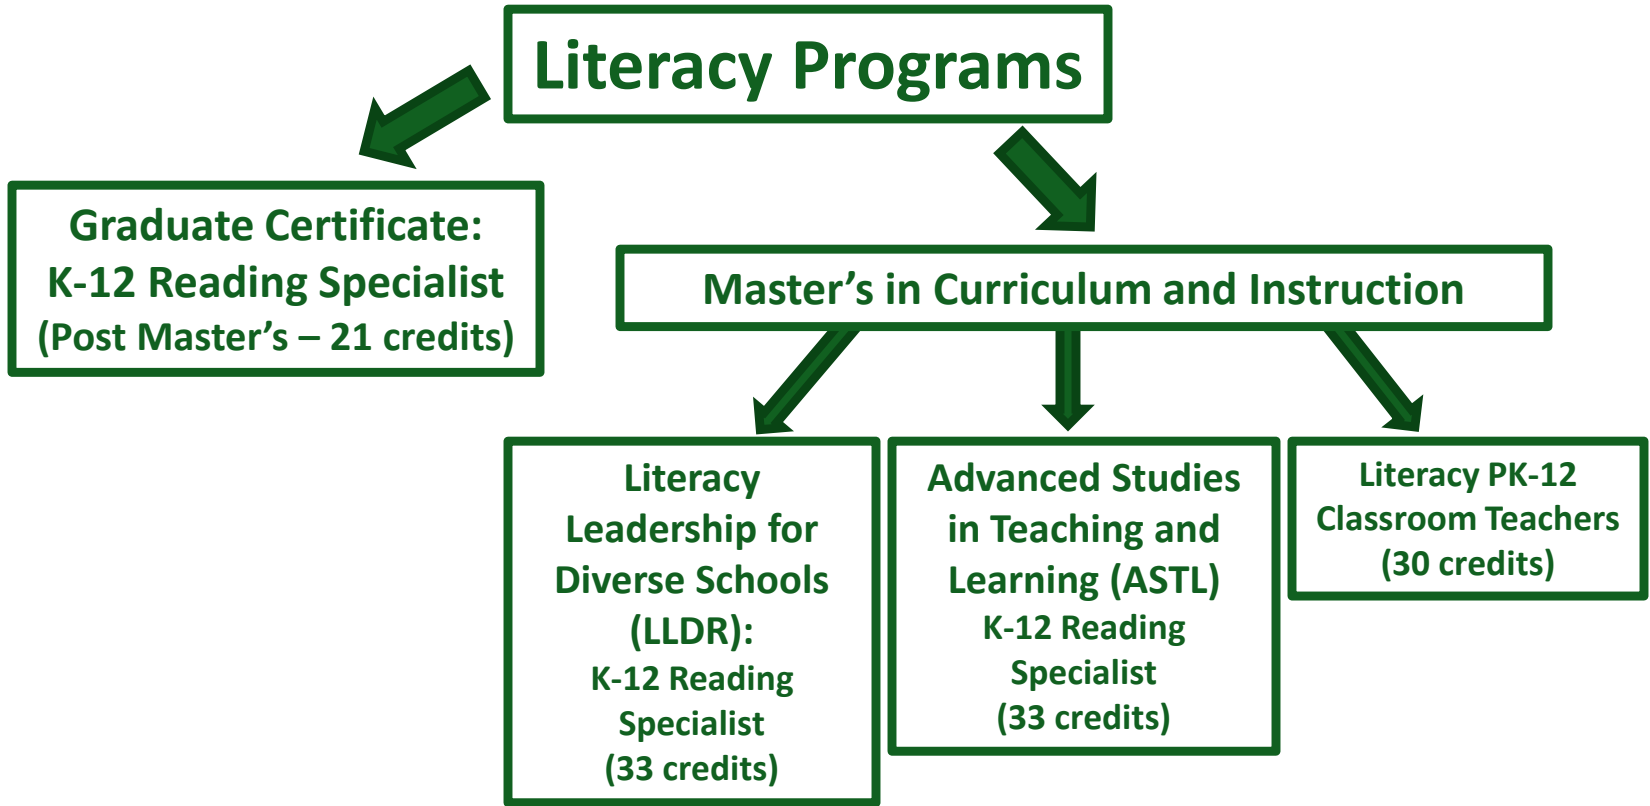 Literacy Programs
Graduate Certificate:
K-12 Reading Specialist
(Post Master’s – 21 credits)
Master’s in Curriculum and Instruction
Literacy
Leadership for
Diverse Schools
(LLDR):
K-12 Reading
Specialist
(33 credits)
Advanced Studies
in Teaching and
Learning (ASTL)
K-12 Reading
Specialist
(33 credits)
Literacy PK-12
Classroom Teachers
(30 credits)